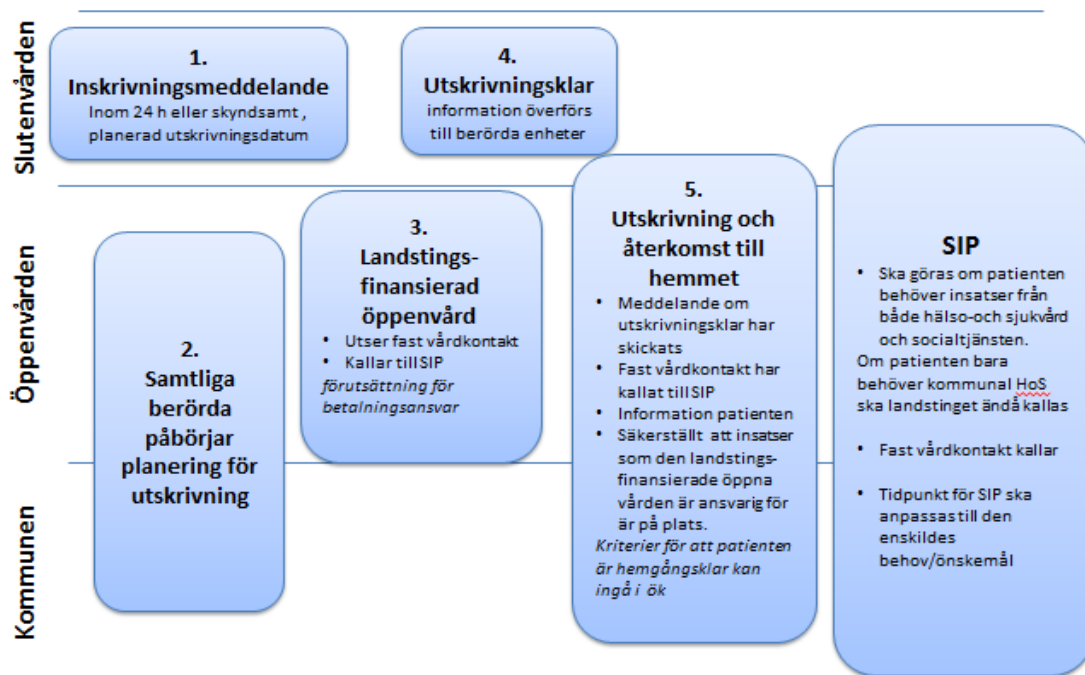 Slutenvården
Öppenvården
Kommunen
1.
Inskrivningsmeddelande
Inom 24 h eller skyndsamt ,
planerad utskrivningsdatum
2.
Samtliga
berörda
påbörjar
planering för
utskrivning
3.
Landstings-
finansierad
öppenvård
• Utser fast vårdkontakt
• Kallar till SIP
förutsättning för
betalningsansvar
4.
Utskrivningsklar
information överförs
till berörda enheter
5.
Utskrivning och
återkomst till
hemmet
• Meddelande om
utskrivningsklar har
skickats
• Fast vårdkontakt har
kallat till SIP
• Information patienten
• Säkerställt att insatser
som den landstings-
finansierade öppna
vården är ansvarig för
är på plats.
Kriterier för att patienten
är hemgångsklar kan
ingå i ök
SIP
• Ska göras om patienten
behöver insatser från
både hälso-och sjukvård
och socialtjänsten.
Om patienten bara
behöver kommunal HoS
ska landstinget ändå kallas
• Fast vårdkontakt kallar
• Tidpunkt för SIP ska
anpassas till den
enskildes
behov/önskemål